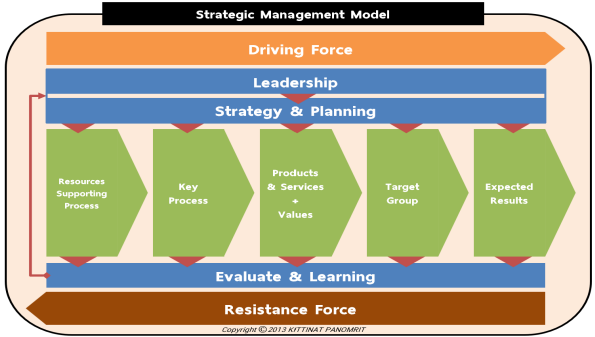 Strategic Management Model
Driving Force
Leadership
Strategy & Planning
Resources
Supporting
Process
Key
Process
Products
& Services
+
Values
Target
Group
Expected
Results
Evaluate & Learning
Resistance Force
Copyright © 2013 KITTINAT PANOMRIT